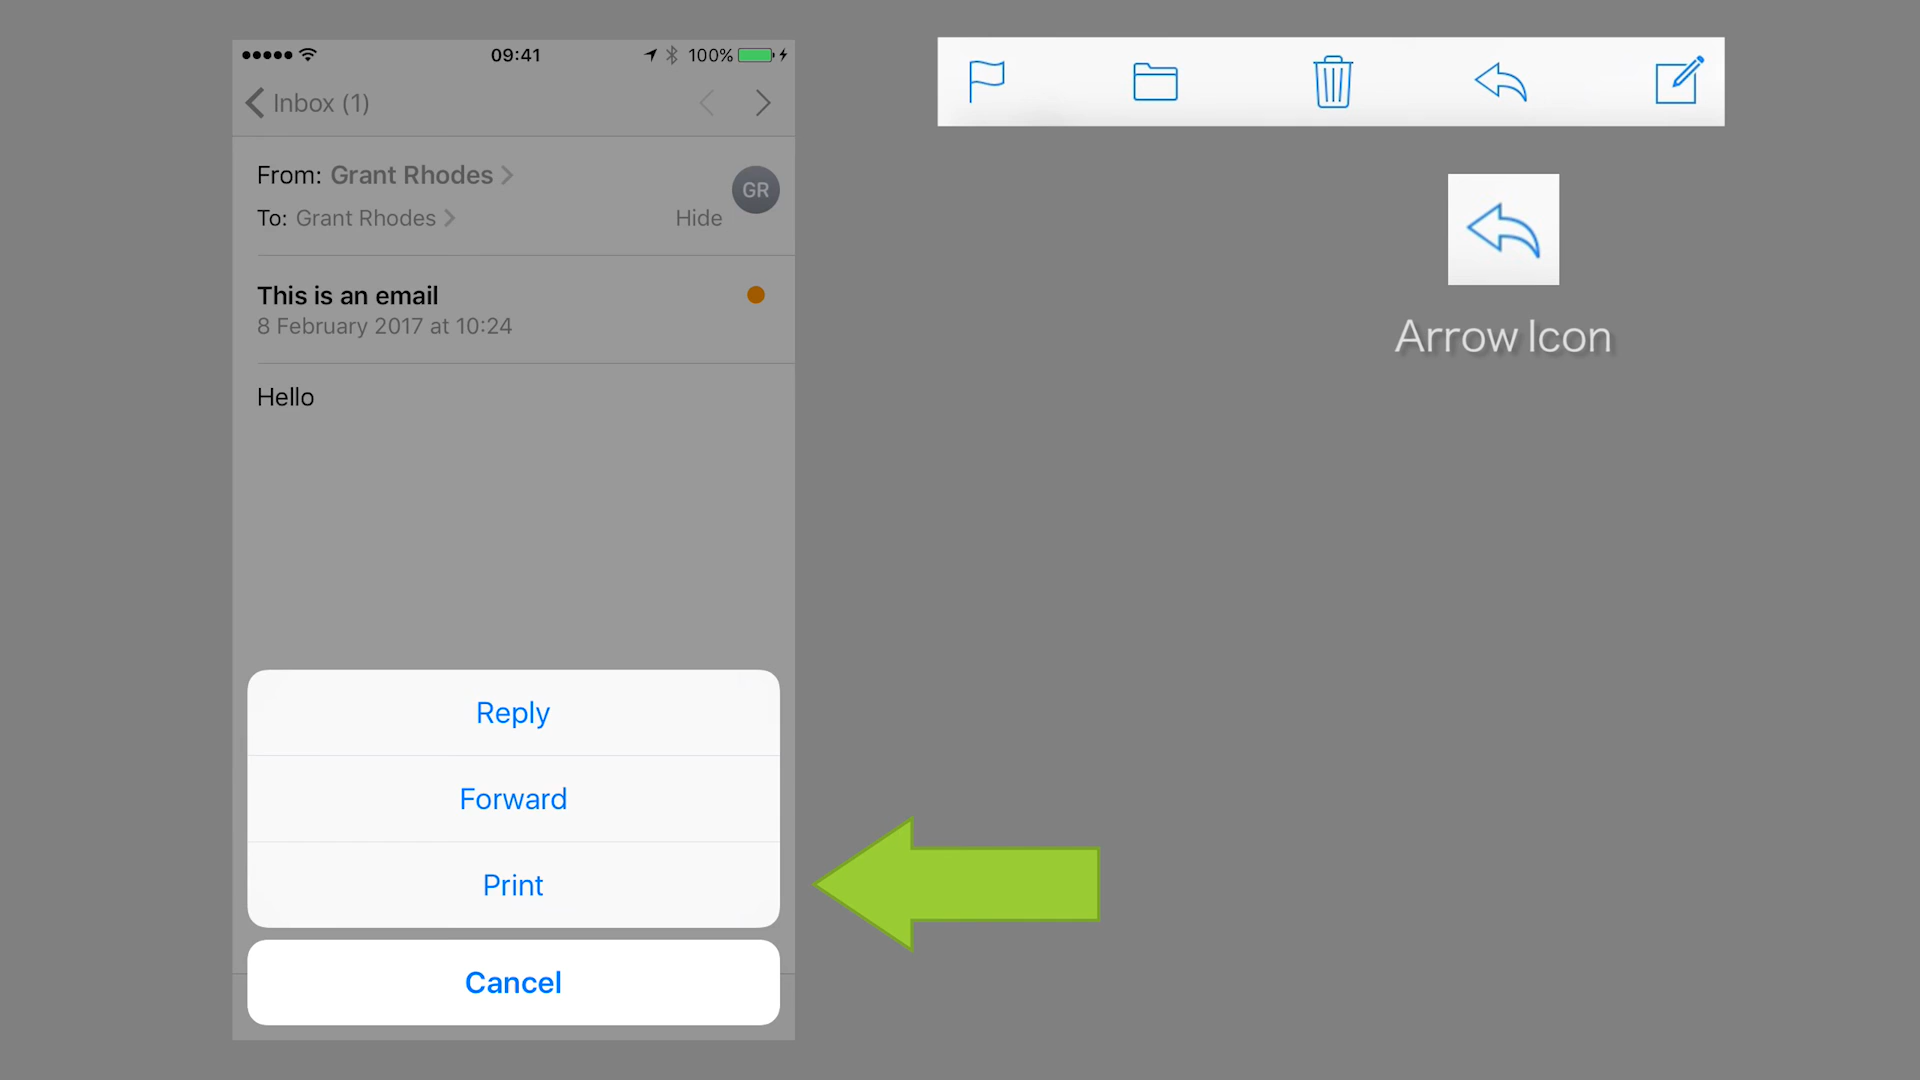 09:41
100%
Inbox (1)
From: Grant Rhodes
GR
To: Grant Rhodes
Hide
This is an email
8 February 2017 at 10:24
Hello
Reply
Forward
Print
Cancel
Arrow Icon